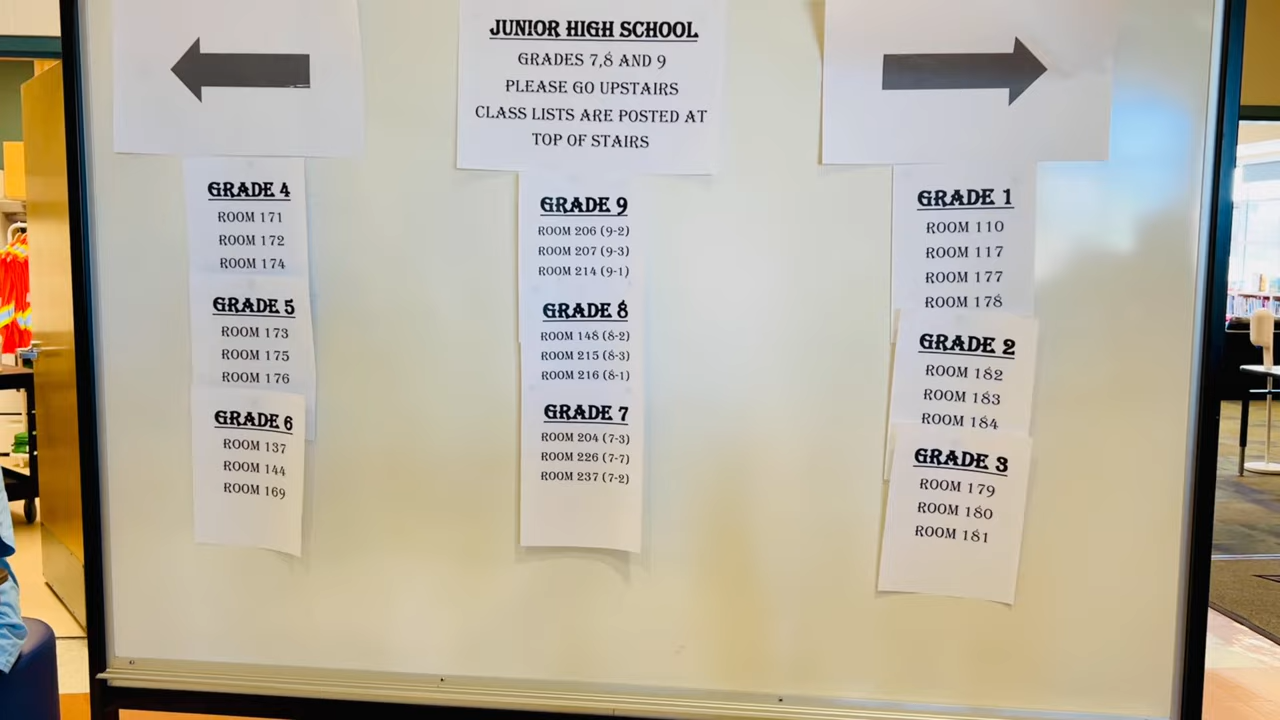 JUNIOR HIGH SCHOOL
GRADES 7,8 AND 9
PLEASE GO UPSTAIRS
CLASS LISTS ARE POSTED AT
TOP OF STAIRS
GRADE 4
ROOM 171
ROOM 172
ROOM 174
GRADE 5
ROOM 173
ROOM 175
ROOM 176
GRADE 6
ROOM 137
ROOM 144
ROOM 169
GRADE 9
ROOM 206 (9-2)
ROOM 207 (9-3)
ROOM 214 (9-1)
GRADE 8
ROOM 148 (8-2)
ROOM 215 (8-3)
ROOM 216 (8-1)
GRADE 7
ROOM 204 (7-3)
ROOM 226 (7-7)
ROOM 237 (7-2)
GRADE 1
ROOM 110
ROOM 117
ROOM 177
ROOM 178
GRADE 2
ROOM 182
ROOM 183
ROOM 184
GRADE 3
ROOM 179
ROOM 180
ROOM 181